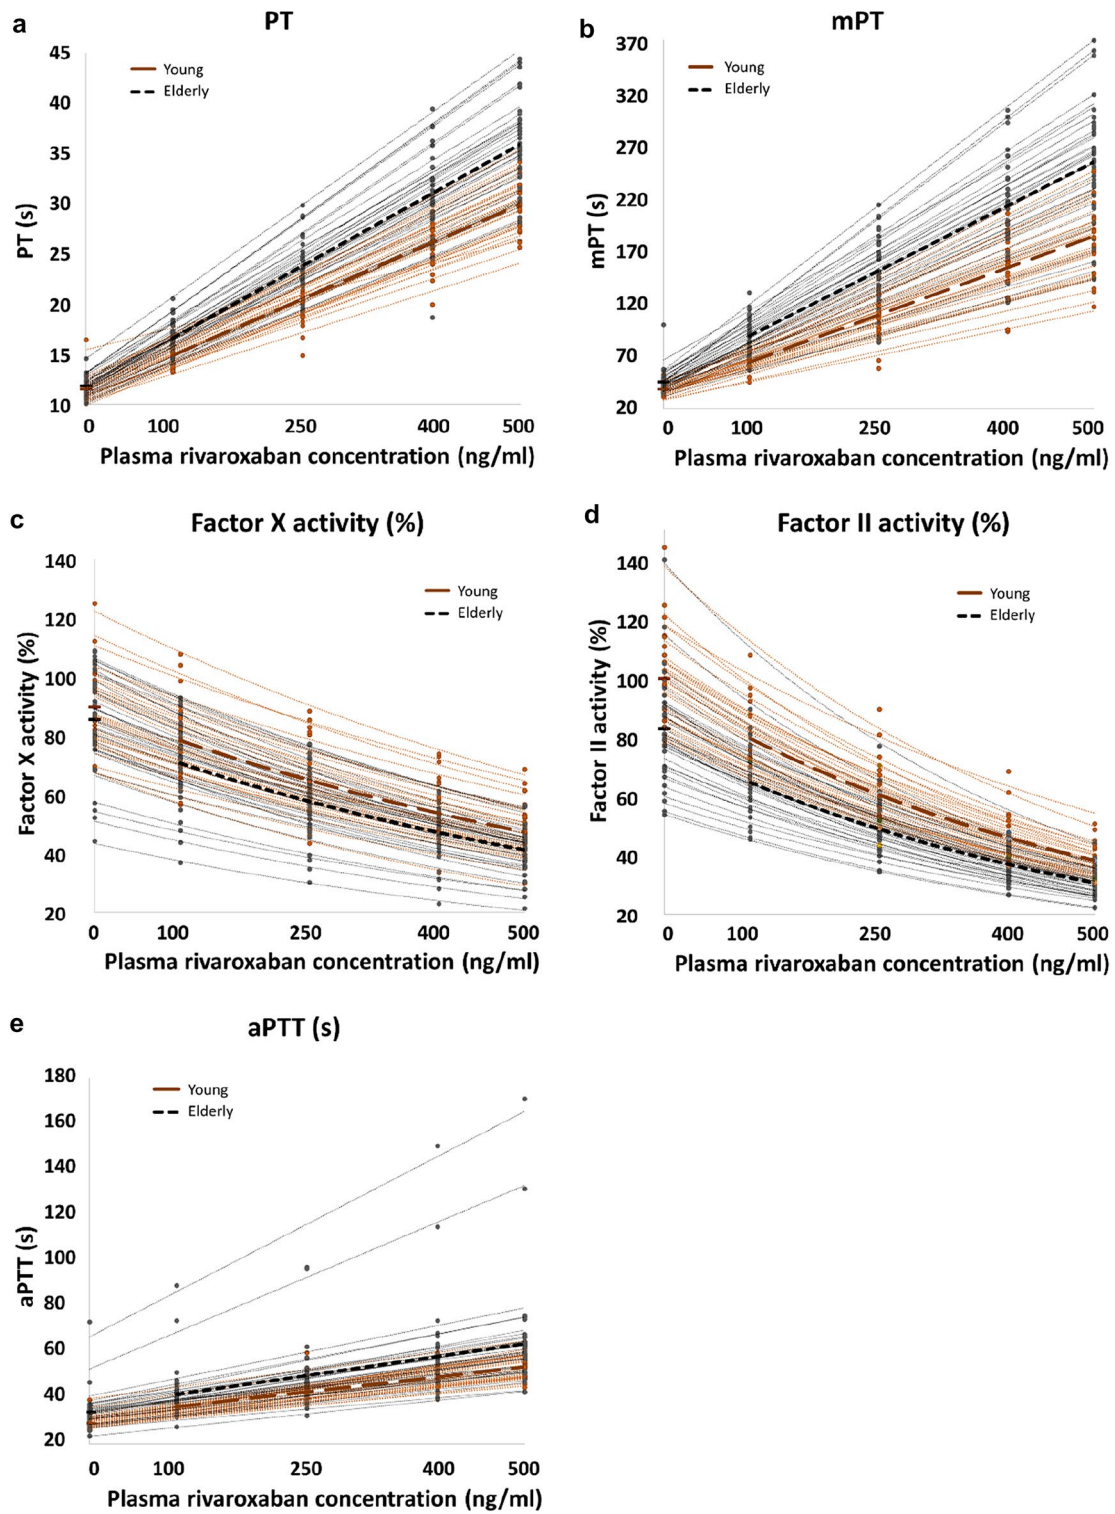 a
PT
45
40
35
30
25
20
15
10
PT (s)
Young
Elderly
0 100 250 400 500
Plasma rivaroxaban concentration (ng/ml)
b
mPT
370
320
270
220
170
120
70
20
mPT (s)
Young
Elderly
0 100 250 400 500
Plasma rivaroxaban concentration (ng/ml)
c
Factor X activity (%)
140
120
100
80
60
40
20
Factor X activity (%)
Young
Elderly
0 100 250 400 500
Plasma rivaroxaban concentration (ng/ml)
d
Factor II activity (%)
140
120
100
80
60
40
20
Factor II activity (%)
Young
Elderly
0 100 250 400 500
Plasma rivaroxaban concentration (ng/ml)
e
aPTT (s)
180
160
140
120
100
80
60
40
20
aPTT (s)
Young
Elderly
0 100 250 400 500
Plasma rivaroxaban concentration (ng/ml)